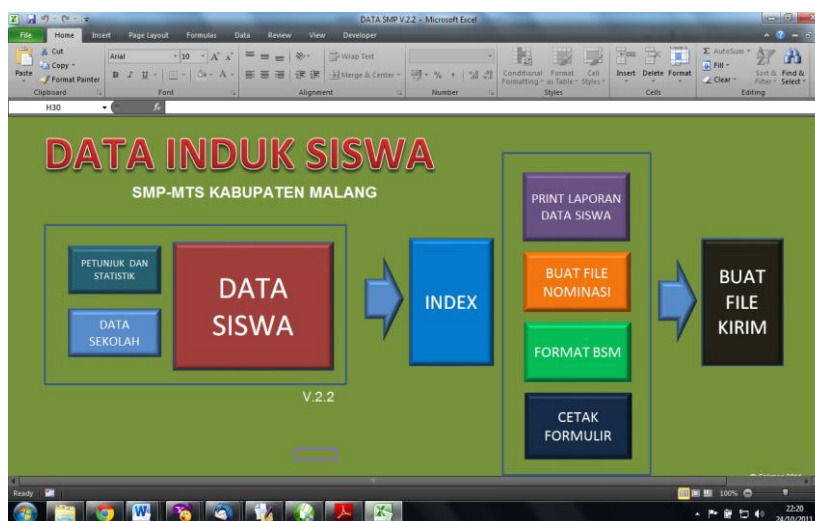 DATA SMP V.2.2 - Microsoft Excel
File Home Insert Page Layout Formulas Data Review View Developer
Cut
Copy
Format Painter
Paste
Clipboard
Arial 10
B I U
Font
Wrap Text
Merge & Center
Alignment
Number
Conditional Formatting
Format as Table
Cell Styles
Styles
Insert Delete Format
Cells
AutoSum
Fill
Clear
Sort & Filter
Find & Select
Editing
H30
fx
DATA INDUK SISWA
SMP-MTS KABUPATEN MALANG
PETUNJUK DAN
STATISTIK
DATA
SEKOLAH
DATA
SISWA
V.2.2
INDEX
PRINT LAPORAN
DATA SISWA
BUAT FILE
NOMINASI
FORMAT BSM
CETAK
FORMULIR
BUAT
FILE
KIRIM
Ready
100%
22:20
24/10/2011